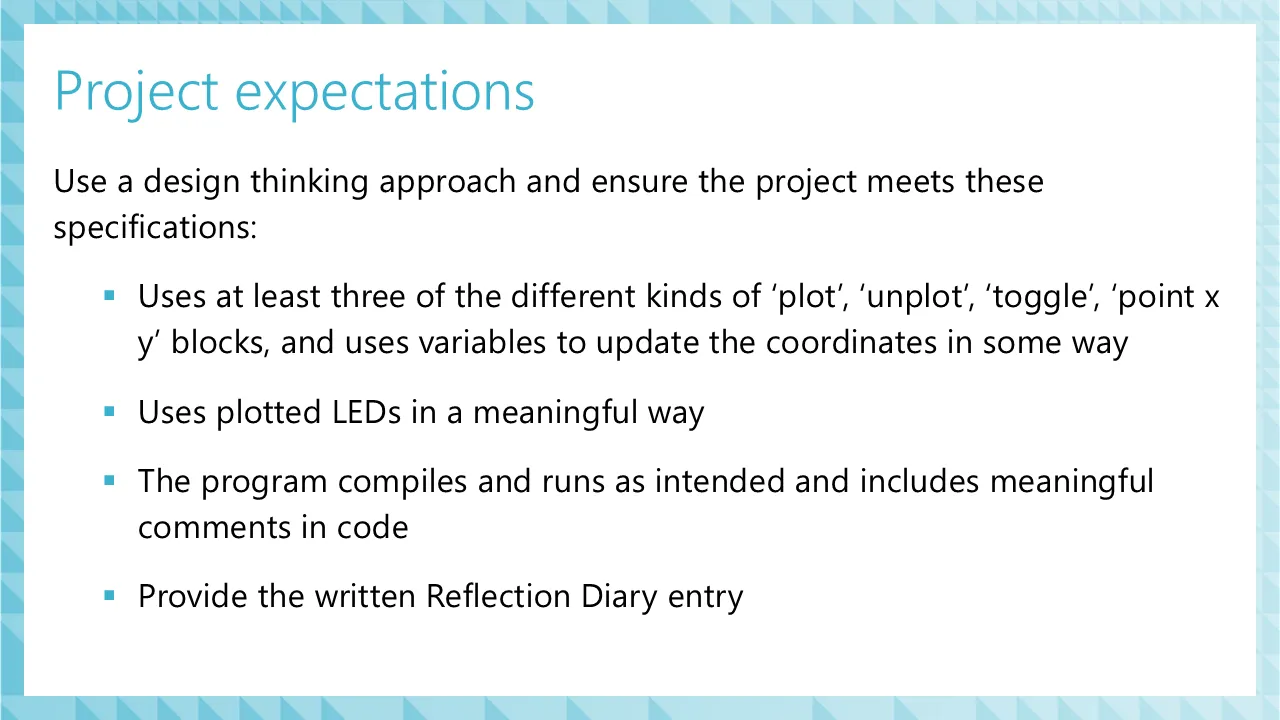 Project expectations
Use a design thinking approach and ensure the project meets these
specifications:
▪ Uses at least three of the different kinds of ‘plot’, ‘unplot’, ‘toggle’, ‘point x
y’ blocks, and uses variables to update the coordinates in some way
▪ Uses plotted LEDs in a meaningful way
▪ The program compiles and runs as intended and includes meaningful
comments in code
▪ Provide the written Reflection Diary entry